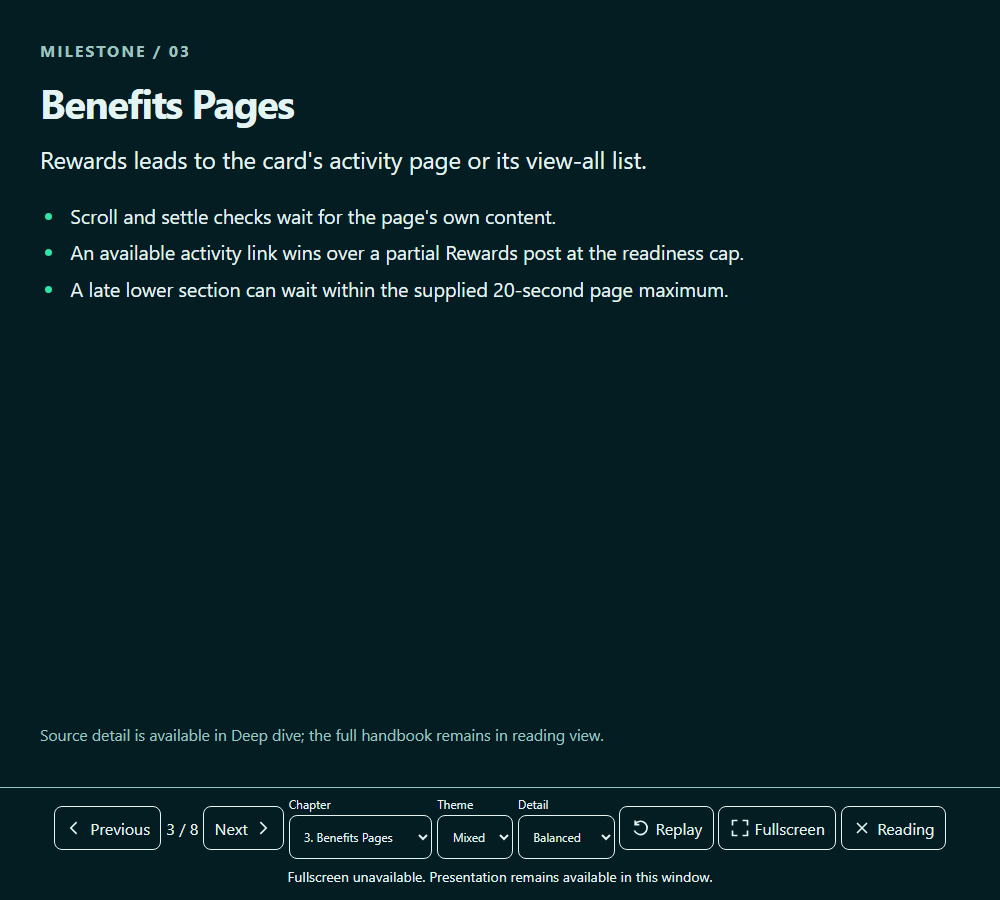 MILESTONE / 03
Benefits Pages
Rewards leads to the card's activity page or its view-all list.
Scroll and settle checks wait for the page's own content.
An available activity link wins over a partial Rewards post at the readiness cap.
A late lower section can wait within the supplied 20-second page maximum.
Source detail is available in Deep dive; the full handbook remains in reading view.
Chapter
Theme
Detail
Previous
3 / 8
Next
3. Benefits Pages
Mixed
Balanced
Replay
Fullscreen
Reading
Fullscreen unavailable. Presentation remains available in this window.